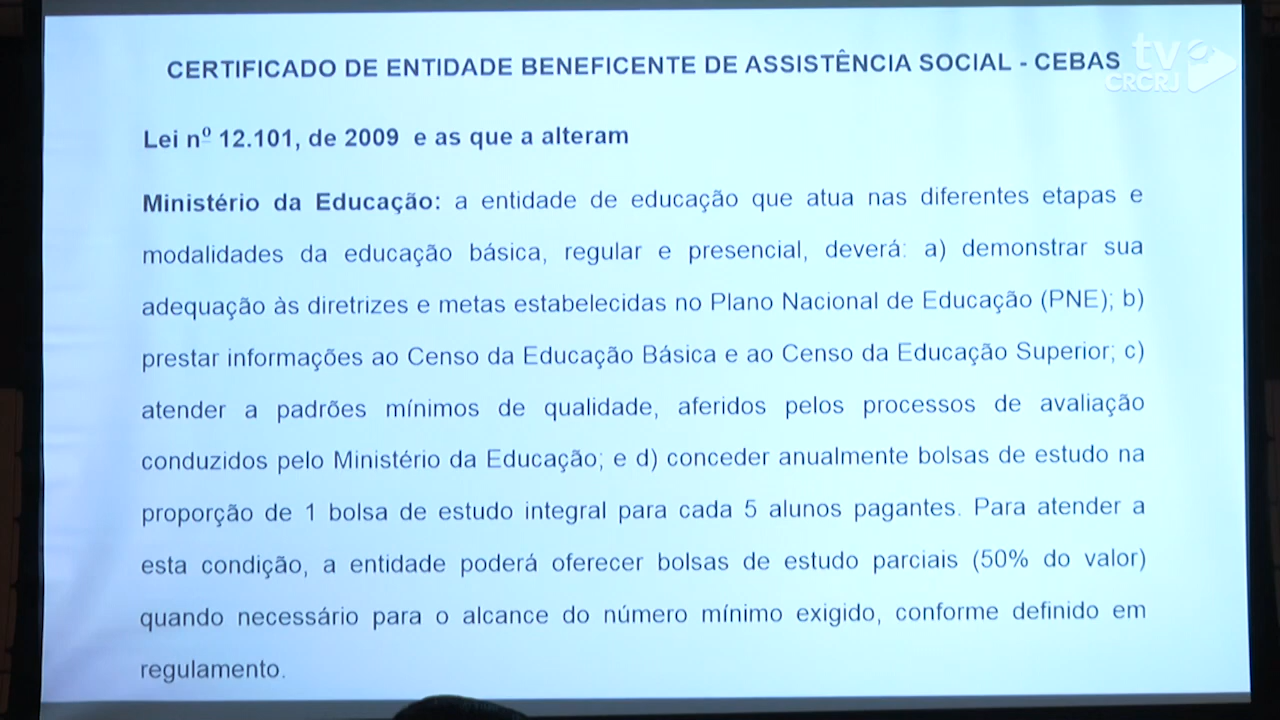 CERTIFICADO DE ENTIDADE BENEFICENTE DE ASSISTÊNCIA SOCIAL - CEBAS
tv
CRCRJ
Lei nº 12.101, de 2009 e as que a alteram
Ministério da Educação: a entidade de educação que atua nas diferentes etapas e
modalidades da educação básica, regular e presencial, deverá: a) demonstrar sua
adequação às diretrizes e metas estabelecidas no Plano Nacional de Educação (PNE); b)
prestar informações ao Censo da Educação Básica e ao Censo da Educação Superior; c)
atender a padrões mínimos de qualidade, aferidos pelos processos de avaliação
conduzidos pelo Ministério da Educação; e d) conceder anualmente bolsas de estudo na
proporção de 1 bolsa de estudo integral para cada 5 alunos pagantes. Para atender a
esta condição, a entidade poderá oferecer bolsas de estudo parciais (50% do valor)
quando necessário para o alcance do número mínimo exigido, conforme definido em
regulamento.